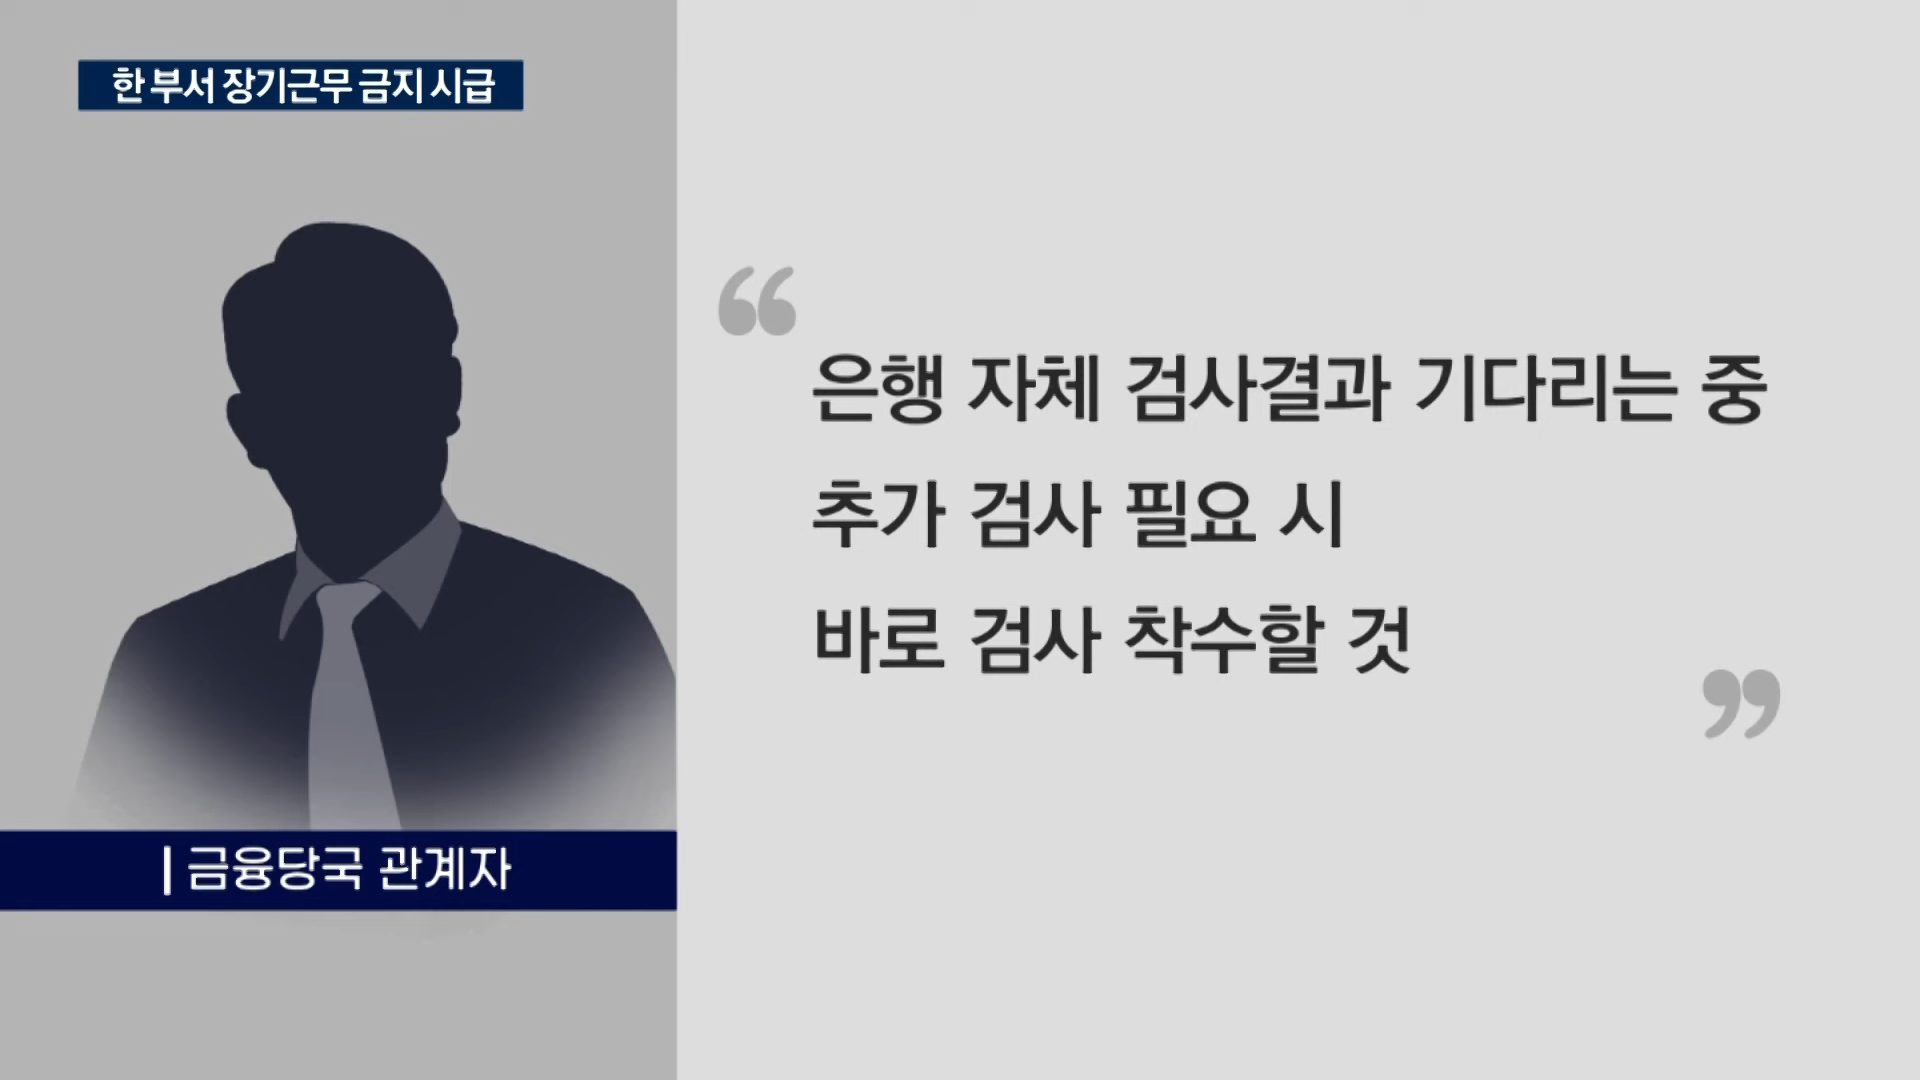 한 부서 장기근무 금지 시급
“
은행 자체 검사결과 기다리는 중
추가 검사 필요 시
바로 검사 착수할 것
”
| 금융당국 관계자